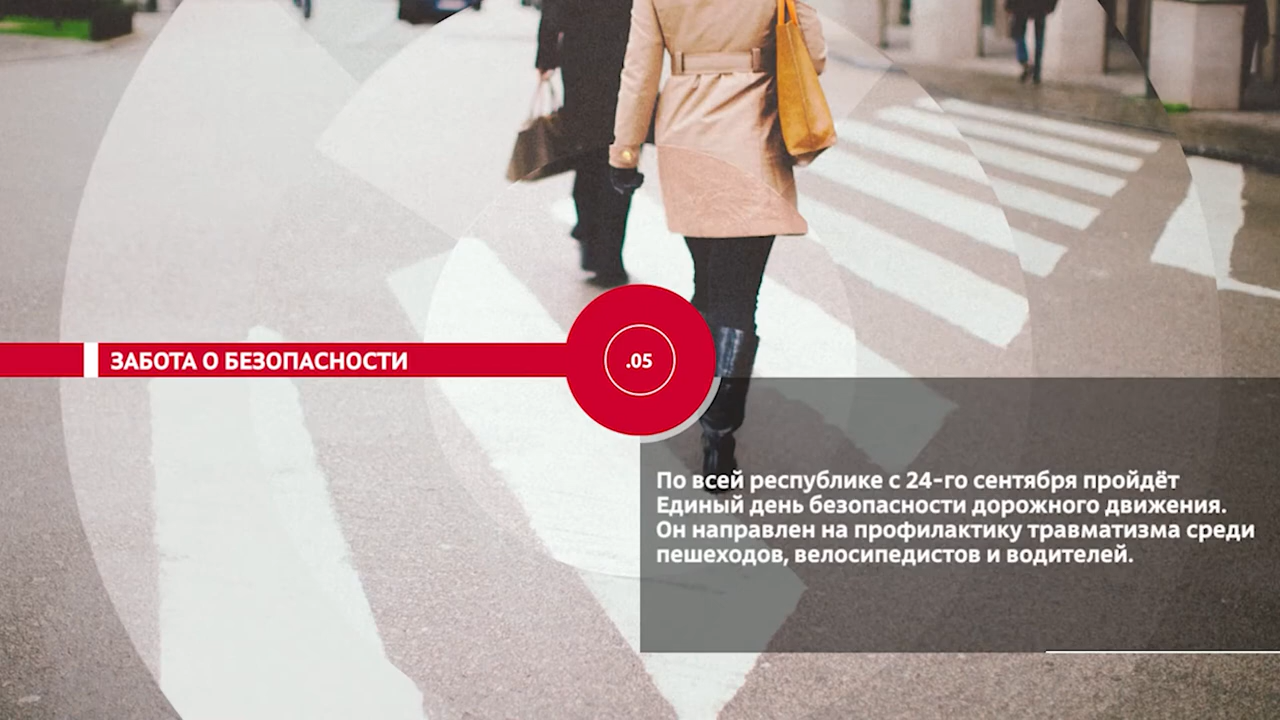 ЗАБОТА О БЕЗОПАСНОСТИ
.05
По всей республике с 24-го сентября пройдёт
Единый день безопасности дорожного движения.
Он направлен на профилактику травматизма среди
пешеходов, велосипедистов и водителей.